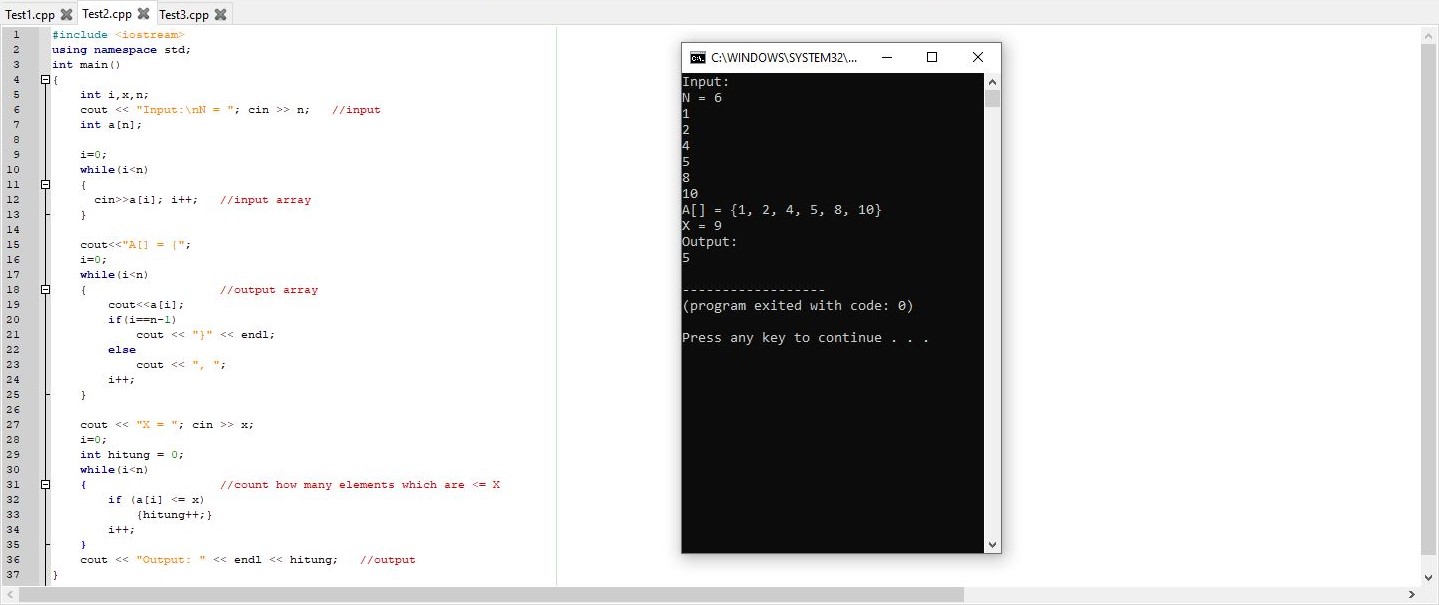 Test1.cpp Test2.cpp Test3.cpp
1 #include <iostream>
2 using namespace std;
3 int main()
4 {
5 int i,x,n;
6 cout << "Input:\nN = "; cin >> n; //input
7 int a[n];
8
9 i=0;
10 while(i<n)
11 {
12 cin>>a[i]; i++; //input array
13 }
14
15 cout<<"A[] = {";
16 i=0;
17 while(i<n)
18 { //output array
19 cout<<a[i];
20 if(i==n-1)
21 cout << "}" << endl;
22 else
23 cout << ", ";
24 i++;
25 }
26
27 cout << "X = "; cin >> x;
28 i=0;
29 int hitung = 0;
30 while(i<n)
31 { //count how many elements which are <= X
32 if (a[i] <= x)
33 {hitung++;}
34 i++;
35 }
36 cout << "Output: " << endl << hitung; //output
37 }
C:\WINDOWS\SYSTEM32\...
Input:
N = 6
1
2
4
5
8
10
A[] = {1, 2, 4, 5, 8, 10}
X = 9
Output:
5
------------------
(program exited with code: 0)
Press any key to continue . . .